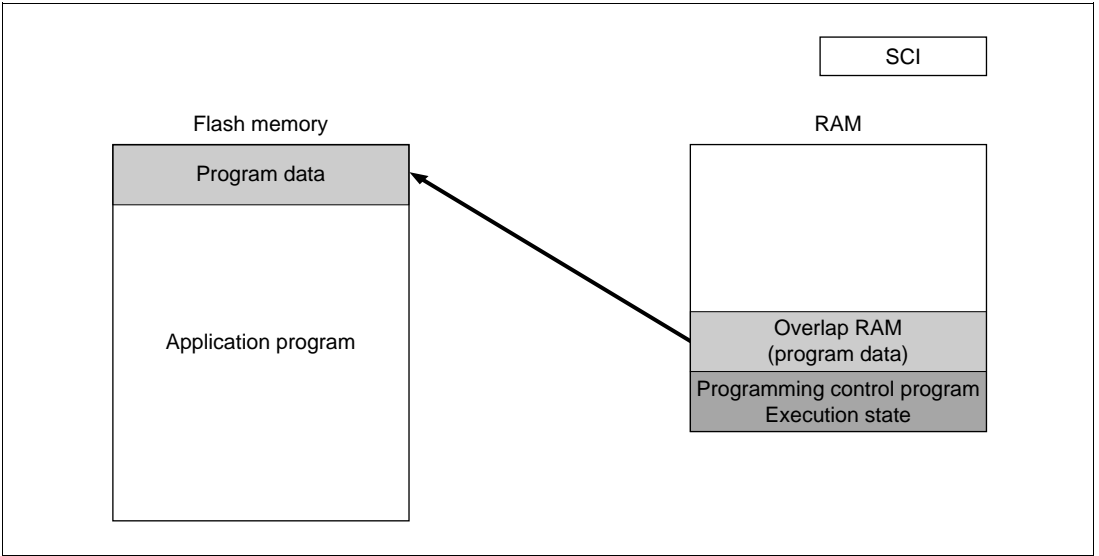 SCI
Flash memory
RAM
Program data
Application program
Overlap RAM
(program data)
Programming control program
Execution state